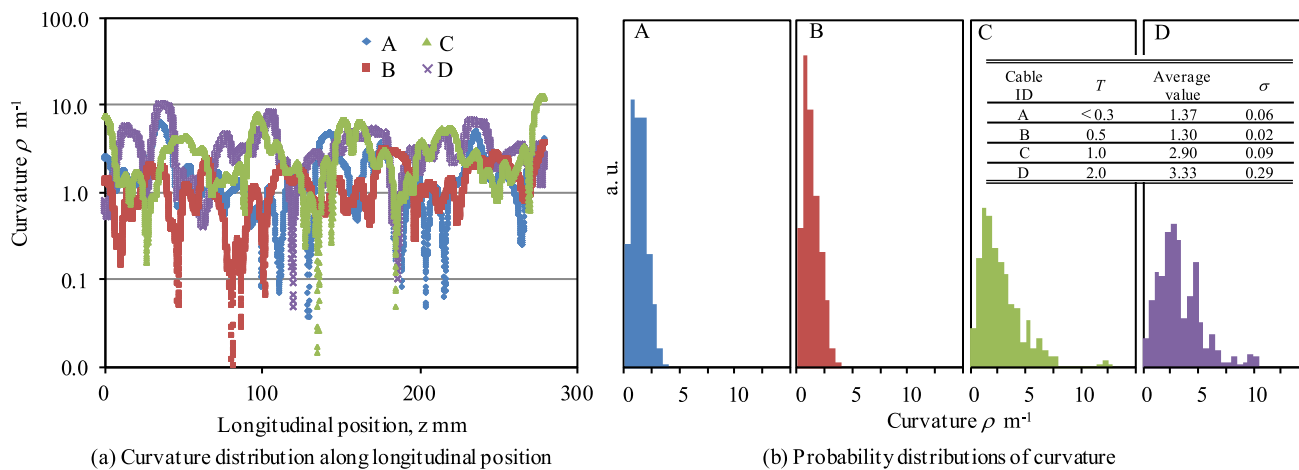 100.0
10.0
1.0
0.1
0.0
Curvature ρ m-1
A
C
B
D
0
100
200
300
Longitudinal position, z mm
(a) Curvature distribution along longitudinal position
a. u.
A
B
C
D
Cable ID T Average value σ
A < 0.3 1.37 0.06
B 0.5 1.30 0.02
C 1.0 2.90 0.09
D 2.0 3.33 0.29
0 5 10 0 5 10 0 5 10 0 5 10
Curvature ρ m-1
(b) Probability distributions of curvature